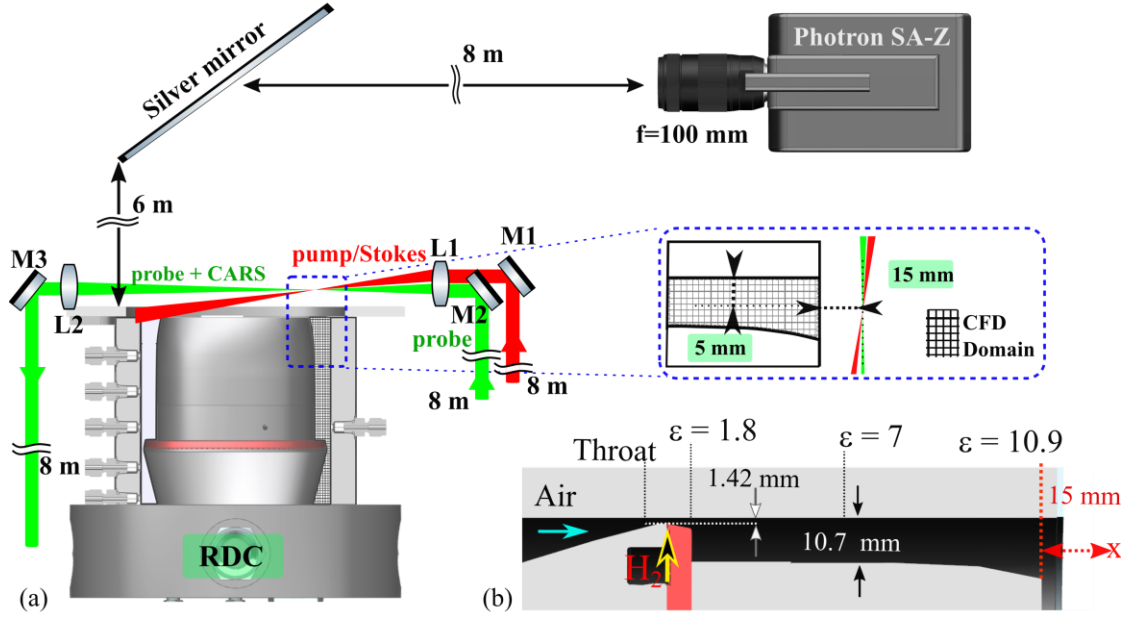 Silver mirror
8 m
Photron SA-Z
f=100 mm
6 m
M3
L2
probe + CARS
pump/Stokes
L1
M1
M2
probe
8 m
8 m
8 m
15 mm
5 mm
CFD
Domain
RDC
(a)
Throat
ε = 1.8
ε = 7
ε = 10.9
Air
1.42 mm
15 mm
10.7 mm
H2
x
(b)